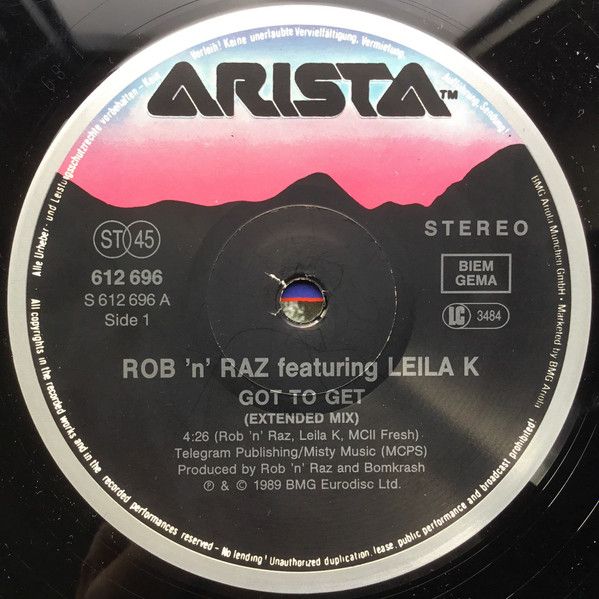 Alle Urheber- und Leistungsschutzrechte vorbehalten - Kein Verleih! Keine unerlaubte Vervielfältigung, Vermietung, Aufführung, Sendung!
ARISTA™
ST 45
STEREO
612 696
S 612 696 A
Side 1
BIEM
GEMA
LC 3484
ROB 'n' RAZ featuring LEILA K
GOT TO GET
(EXTENDED MIX)
4:26 (Rob 'n' Raz, Leila K, MCII Fresh)
Telegram Publishing/Misty Music (MCPS)
Produced by Rob 'n' Raz and Bomkrash
℗ & © 1989 BMG Eurodisc Ltd.
BMG Ariola München GmbH • Marketed by BMG Ariola
All copyrights in the recorded works and in the recorded performances reserved - No lending! Unauthorized duplication, lease, public performance and broadcast prohibited!